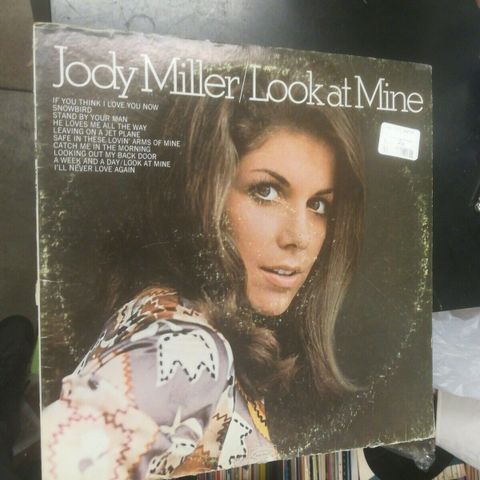 Jody Miller/Look at Mine
IF YOU THINK I LOVE YOU NOW
SNOWBIRD
STAND BY YOUR MAN
HE LOVES ME ALL THE WAY
LEAVING ON A JET PLANE
SAFE IN THESE LOVIN' ARMS OF MINE
CATCH ME IN THE MORNING
LOOKING OUT MY BACK DOOR
A WEEK AND A DAY/LOOK AT MINE
I'LL NEVER LOVE AGAIN